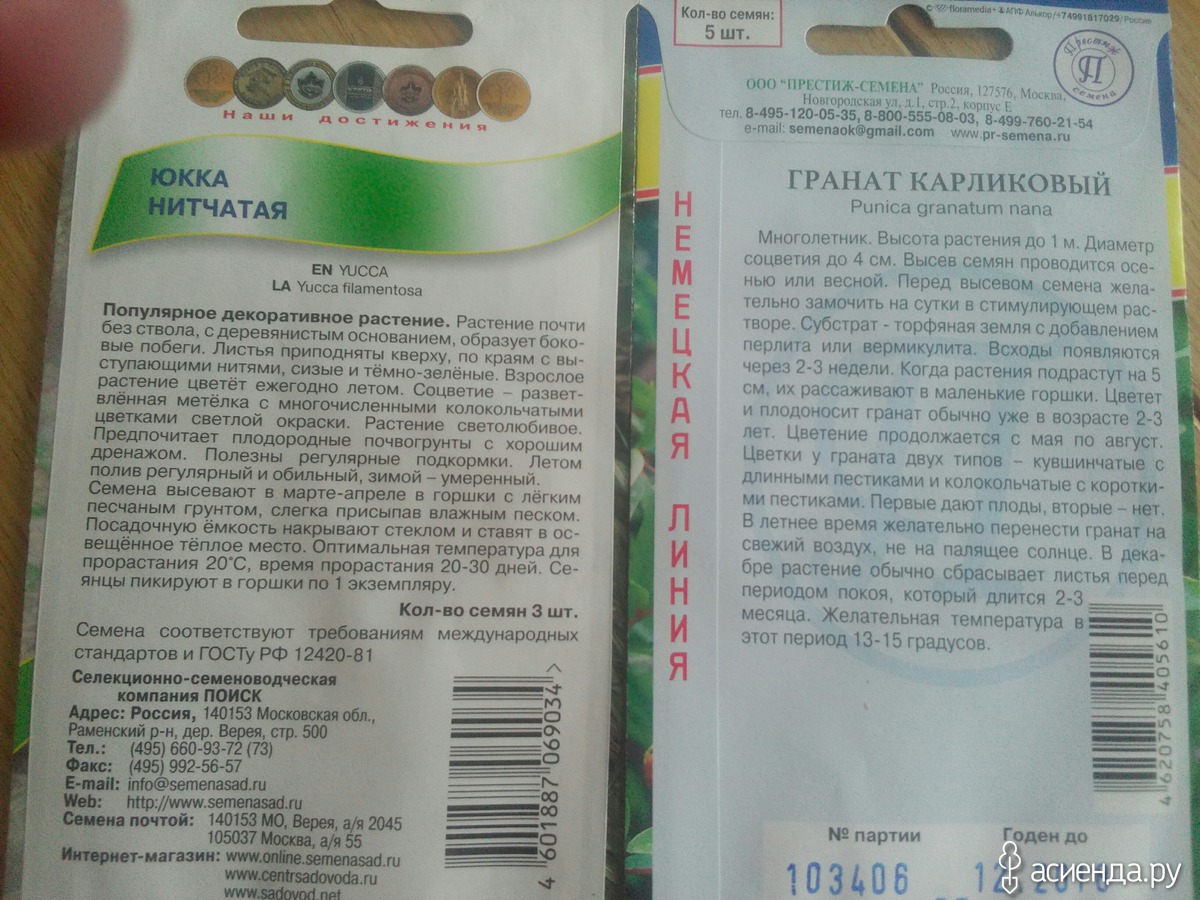 Наши достижения
ЮККА
НИТЧАТАЯ
EN YUCCA
LA Yucca filamentosa
Популярное декоративное растение. Растение почти
без ствола, с деревянистым основанием, образует боко-
вые побеги. Листья приподняты кверху, по краям с вы-
ступающими нитями, сизые и тёмно-зелёные. Взрослое
растение цветёт ежегодно летом. Соцветие – развет-
влённая метёлка с многочисленными колокольчатыми
цветками светлой окраски. Растение светолюбивое.
Предпочитает плодородные почвогрунты с хорошим
дренажом. Полезны регулярные подкормки. Летом
полив регулярный и обильный, зимой – умеренный.
Семена высевают в марте-апреле в горшки с лёгким
песчаным грунтом, слегка присыпав влажным песком.
Посадочную ёмкость накрывают стеклом и ставят в ос-
вещённое тёплое место. Оптимальная температура для
прорастания 20°С, время прорастания 20-30 дней. Се-
янцы пикируют в горшки по 1 экземпляру.
Кол-во семян 3 шт.
Семена соответствуют требованиям международных
стандартов и ГОСТу РФ 12420-81
Селекционно-семеноводческая
компания ПОИСК
Адрес: Россия, 140153 Московская обл.,
Раменский р-н, дер. Верея, стр. 500
Тел.: (495) 660-93-72 (73)
Факс: (495) 992-56-57
E-mail: info@semenasad.ru
Web: http://www.semenasad.ru
Семена почтой: 140153 МО, Верея, а/я 2045
105037 Москва, а/я 55
Интернет-магазин: www.online.semenasad.ru
www.centrsadovoda.ru
www.sadovod.net
4 601887 069034 >
Кол-во семян:
5 шт.
floramedia АПФ Алькор/+74991817029/Россия
Престиж
П
семена
ООО "ПРЕСТИЖ-СЕМЕНА" Россия, 127576, Москва,
Новгородская ул, д.1, стр.2, корпус Е
тел. 8-495-120-05-35, 8-800-555-08-03, 8-499-760-21-54
e-mail: semenaok@gmail.com www.pr-semena.ru
НЕМЕЦКАЯ ЛИНИЯ
ГРАНАТ КАРЛИКОВЫЙ
Punica granatum nana
Многолетник. Высота растения до 1 м. Диаметр
соцветия до 4 см. Высев семян проводится осе-
нью или весной. Перед высевом семена жела-
тельно замочить на сутки в стимулирующем рас-
творе. Субстрат - торфяная земля с добавлением
перлита или вермикулита. Всходы появляются
через 2-3 недели. Когда растения подрастут на 5
см, их рассаживают в маленькие горшки. Цветет
и плодоносит гранат обычно уже в возрасте 2-3
лет. Цветение продолжается с мая по август.
Цветки у граната двух типов – кувшинчатые с
длинными пестиками и колокольчатые с коротки-
ми пестиками. Первые дают плоды, вторые – нет.
В летнее время желательно перенести гранат на
свежий воздух, не на палящее солнце. В дека-
бре растение обычно сбрасывает листья перед
периодом покоя, который длится 2-3
месяца. Желательная температура в
этот период 13-15 градусов.
4 620758 405610
№ партии
Годен до
103406
асиенда.ру